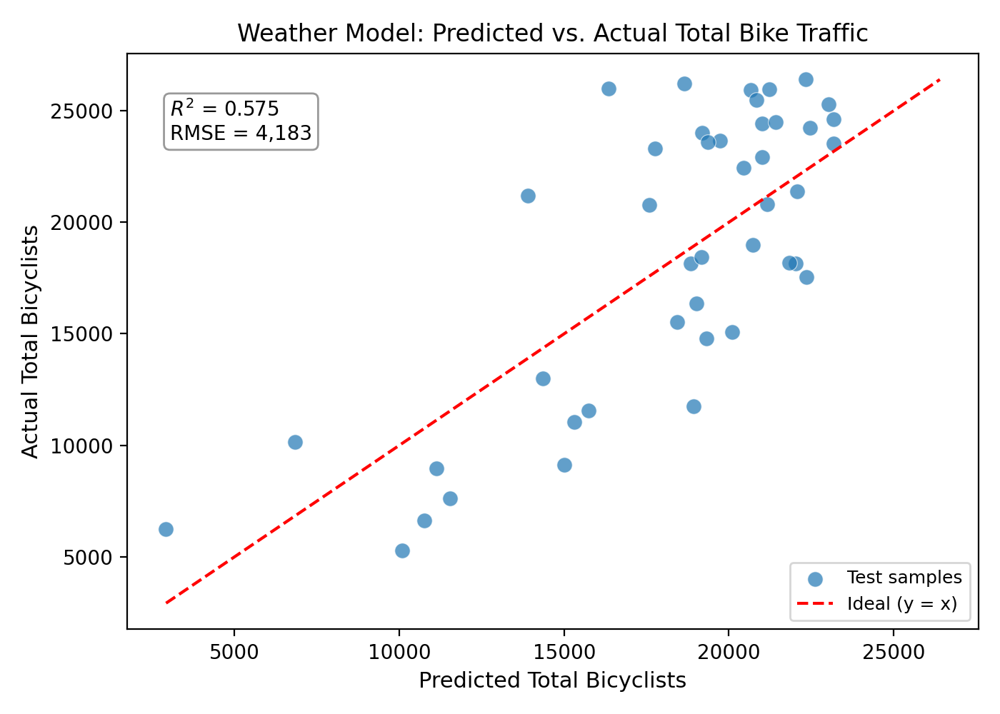 Weather Model: Predicted vs. Actual Total Bike Traffic
R² = 0.575
RMSE = 4,183
25000
20000
15000
10000
5000
Actual Total Bicyclists
Test samples
Ideal (y = x)
5000 10000 15000 20000 25000
Predicted Total Bicyclists